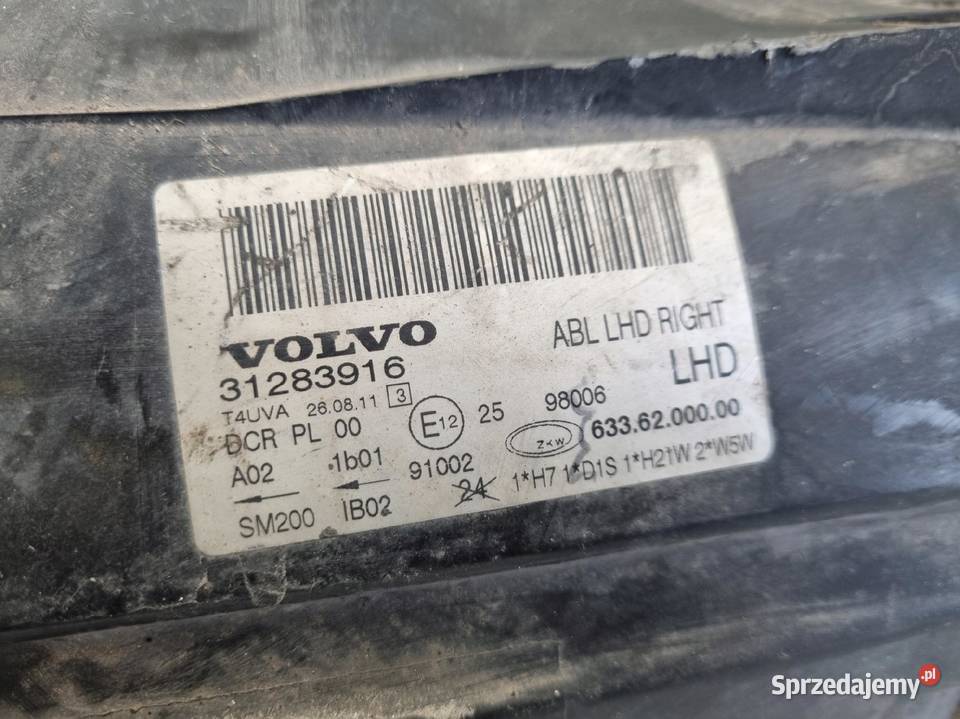 VOLVO ABL LHD RIGHT
31283916 LHD
T4UVA 26.08.11 3
DCR PL 00 E12 25 98006
ZKW 633.62.000.00
A02 1b01 91002
24 1*H7 1*D1S 1*H21W 2*W5W
SM200 IB02
Sprzedajemy.pl